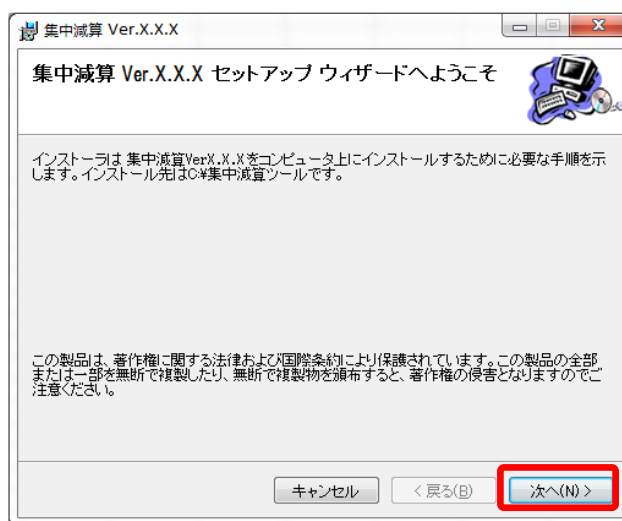 集中減算 Ver.X.X.X
集中減算 Ver.X.X.X セットアップ ウィザードへようこそ
インストーラは 集中減算VerX.X.Xをコンピュータ上にインストールするために必要な手順を示
します。インストール先はC:¥集中減算ツールです。
この製品は、著作権に関する法律および国際条約により保護されています。この製品の全部
または一部を無断で複製したり、無断で複製物を頒布すると、著作権の侵害となりますのでご
注意ください。
キャンセル
< 戻る(B)
次へ(N) >